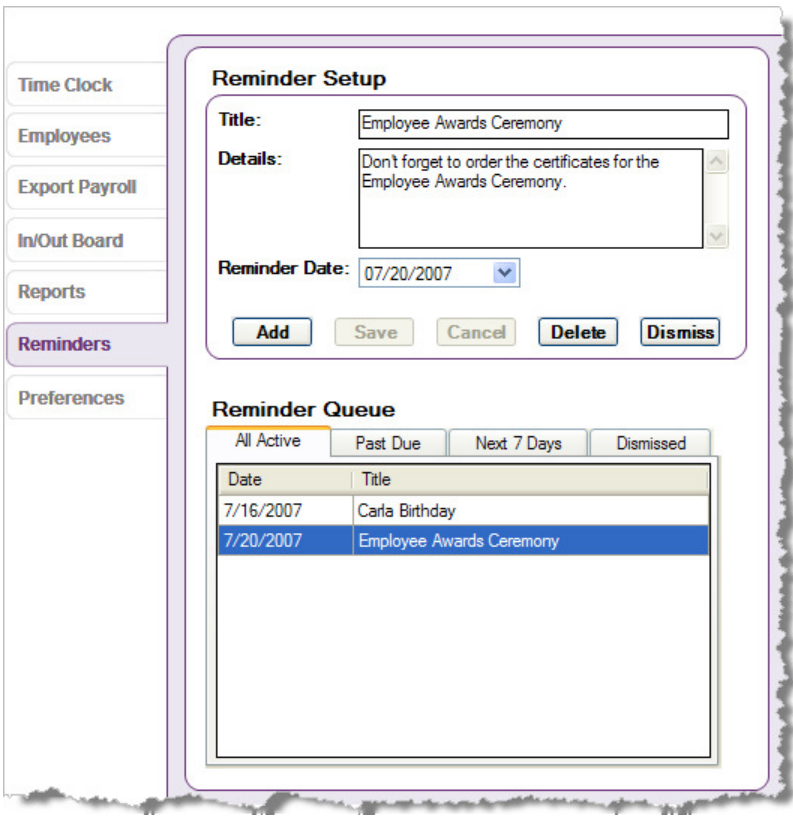 Time Clock
Employees
Export Payroll
In/Out Board
Reports
Reminders
Preferences
Reminder Setup
Title:
Employee Awards Ceremony
Details:
Don't forget to order the certificates for the
Employee Awards Ceremony.
Reminder Date:
07/20/2007
Add Save Cancel Delete Dismiss
Reminder Queue
All Active Past Due Next 7 Days Dismissed
Date Title
7/16/2007 Carla Birthday
7/20/2007 Employee Awards Ceremony